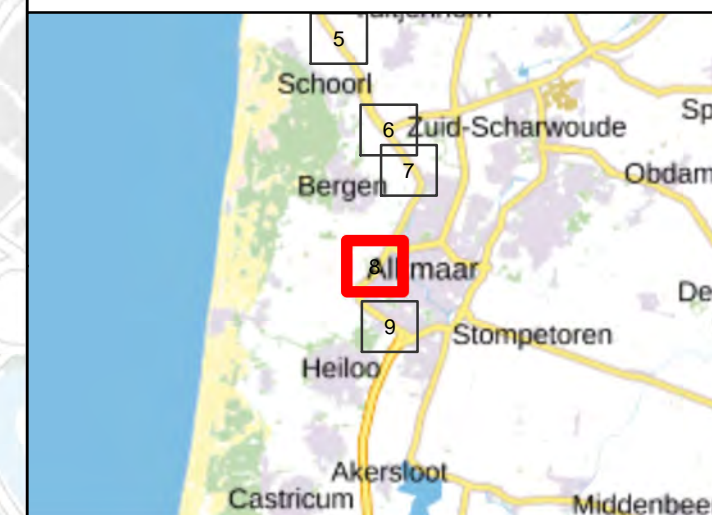 5
Schoorl
Sp
6
Zuid-Scharwoude
7
Obdam
Bergen
8
Alkmaar
De
9
Stompetoren
Heiloo
Akersloot
Castricum
Middenbee